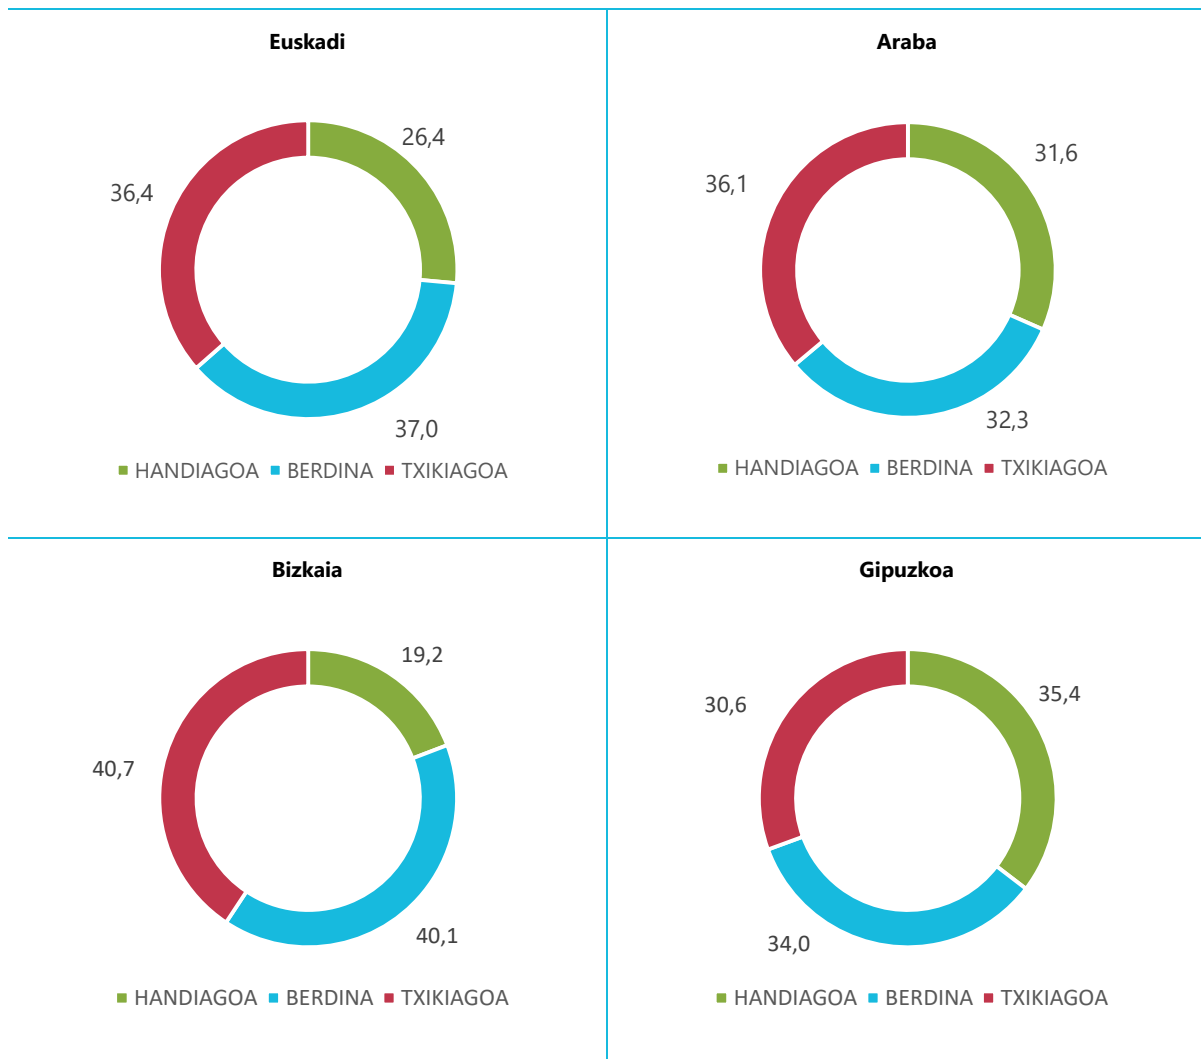 Euskadi
26,4
36,4
37,0
HANDIAGOA BERDINA TXIKIAGOA
Araba
31,6
36,1
32,3
HANDIAGOA BERDINA TXIKIAGOA
Bizkaia
19,2
40,7
40,1
HANDIAGOA BERDINA TXIKIAGOA
Gipuzkoa
35,4
30,6
34,0
HANDIAGOA BERDINA TXIKIAGOA